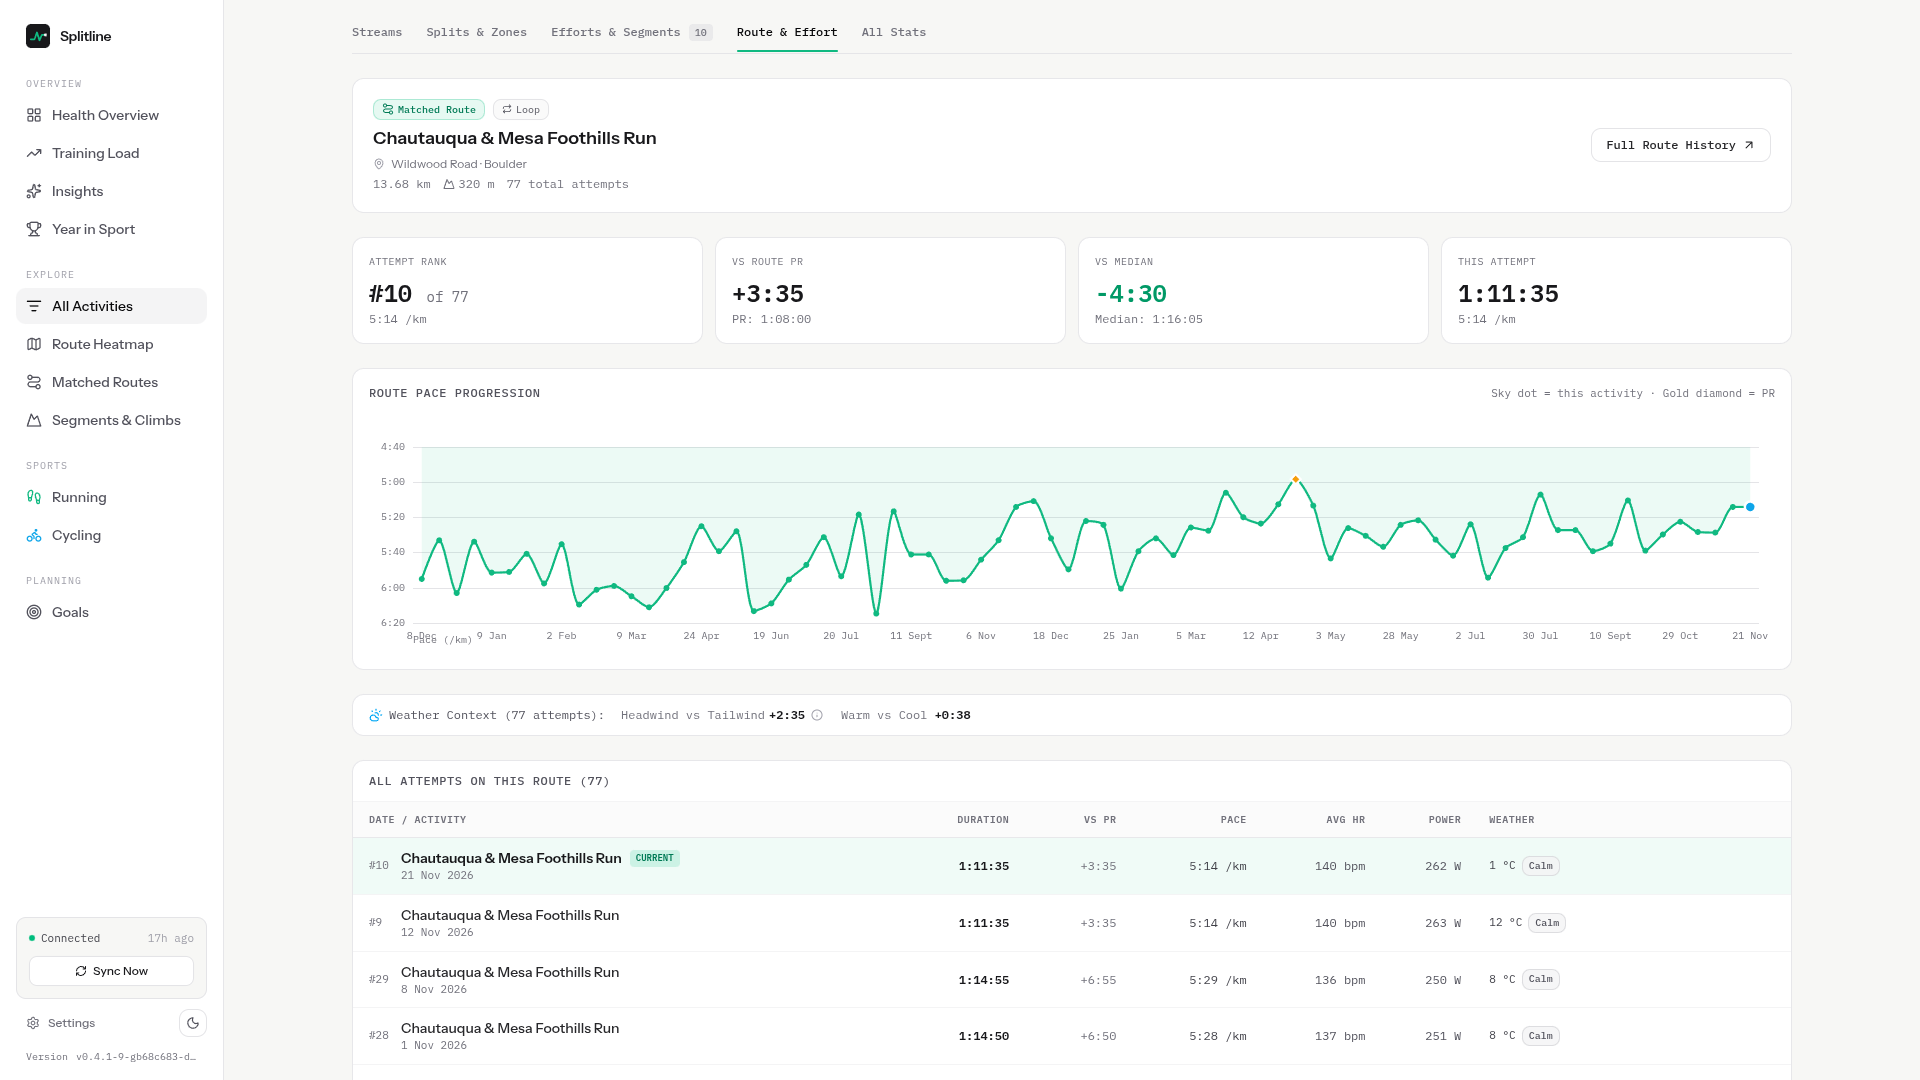 Splitline
OVERVIEW
Health Overview
Training Load
Insights
Year in Sport
EXPLORE
All Activities
Route Heatmap
Matched Routes
Segments & Climbs
SPORTS
Running
Cycling
PLANNING
Goals
Connected 17h ago
Sync Now
Settings
Version v0.4.1-9-gb68c683-d…
Streams Splits & Zones Efforts & Segments 10 Route & Effort All Stats
Matched Route Loop
Chautauqua & Mesa Foothills Run
Wildwood Road · Boulder
13.68 km 320 m 77 total attempts
Full Route History
ATTEMPT RANK
#10 of 77
5:14 /km
VS ROUTE PR
+3:35
PR: 1:08:00
VS MEDIAN
-4:30
Median: 1:16:05
THIS ATTEMPT
1:11:35
5:14 /km
ROUTE PACE PROGRESSION
Sky dot = this activity · Gold diamond = PR
4:40
5:00
5:20
5:40
6:00
6:20
8 Dec 9 Jan 2 Feb 9 Mar 24 Apr 19 Jun 20 Jul 11 Sept 6 Nov 18 Dec 25 Jan 5 Mar 12 Apr 3 May 28 May 2 Jul 30 Jul 10 Sept 29 Oct 21 Nov
Pace (/km)
Weather Context (77 attempts): Headwind vs Tailwind +2:35 Warm vs Cool +0:38
ALL ATTEMPTS ON THIS ROUTE (77)
DATE / ACTIVITY DURATION VS PR PACE AVG HR POWER WEATHER
#10 Chautauqua & Mesa Foothills Run CURRENT 1:11:35 +3:35 5:14 /km 140 bpm 262 W 1 °C Calm
21 Nov 2026
#9 Chautauqua & Mesa Foothills Run 1:11:35 +3:35 5:14 /km 140 bpm 263 W 12 °C Calm
12 Nov 2026
#29 Chautauqua & Mesa Foothills Run 1:14:55 +6:55 5:29 /km 136 bpm 250 W 8 °C Calm
8 Nov 2026
#28 Chautauqua & Mesa Foothills Run 1:14:50 +6:50 5:28 /km 137 bpm 251 W 8 °C Calm
1 Nov 2026